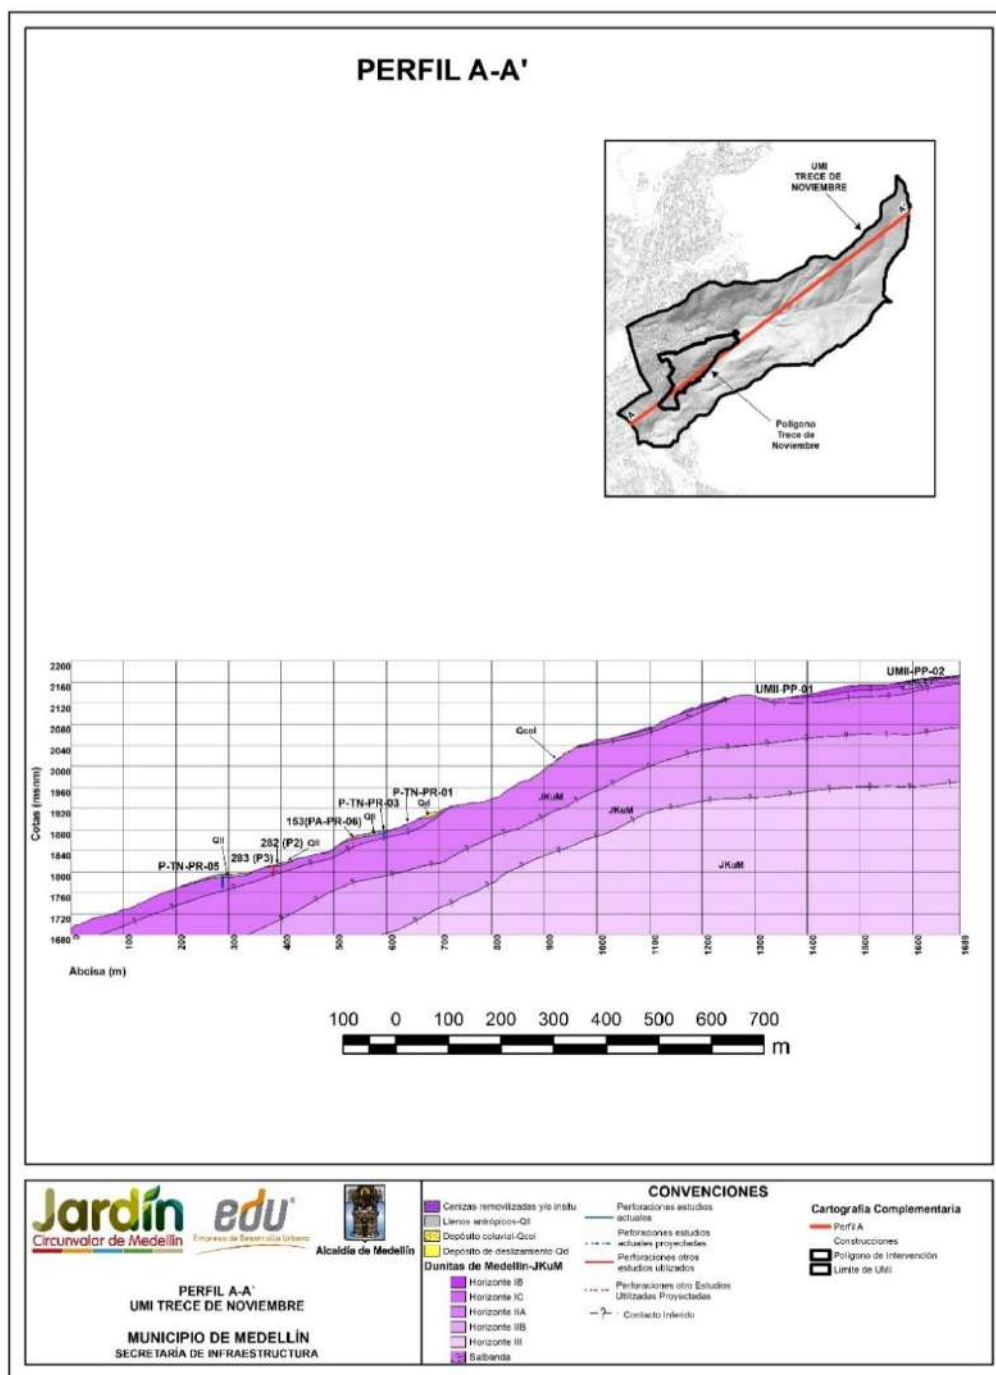 PERFIL A-A'
UMI
TRECE DE
NOVIEMBRE
A'
A
Polígono
Trece de
Noviembre
Cotas (msnm)
2200
2160
2120
2080
2040
2000
1960
1920
1880
1840
1800
1760
1720
1680
UMII-PP-02
UMII-PP-01
Qcol
P-TN-PR-01
P-TN-PR-03
Qd
153(PA-PR-06)
Qll
282 (P2)
Qll
Qll
283 (P3)
P-TN-PR-05
JKuM
JKuM
JKuM
0 100 200 300 400 500 600 700 800 900 1000 1100 1200 1300 1400 1500 1600 1689
Abcisa (m)
100 0 100 200 300 400 500 600 700
m
Jardín
Circunvalar de Medellín
edu
Empresa de Desarrollo Urbano
Alcaldía de Medellín
PERFIL A-A'
UMI TRECE DE NOVIEMBRE
MUNICIPIO DE MEDELLÍN
SECRETARÍA DE INFRAESTRUCTURA
CONVENCIONES
Cenizas removilizadas y/o insitu
Llenos antrópicos-Qll
Depósito coluvial-Qcol
Depósito de deslizamiento Qd
Dunitas de Medellín-JKuM
Horizonte IB
Horizonte IC
Horizonte IIA
Horizonte IIB
Horizonte III
Salbanda
Perforaciones estudios
actuales
Peforaciones estudios
actuales proyectadas
Perforaciones otros
estudios utilizados
Perforaciones otro Estudios
Utilizadas Proyectadas
Contacto Inferido
Cartografía Complementaria
Perfil A
Construcciones
Polígono de Intervención
Limite de UMI